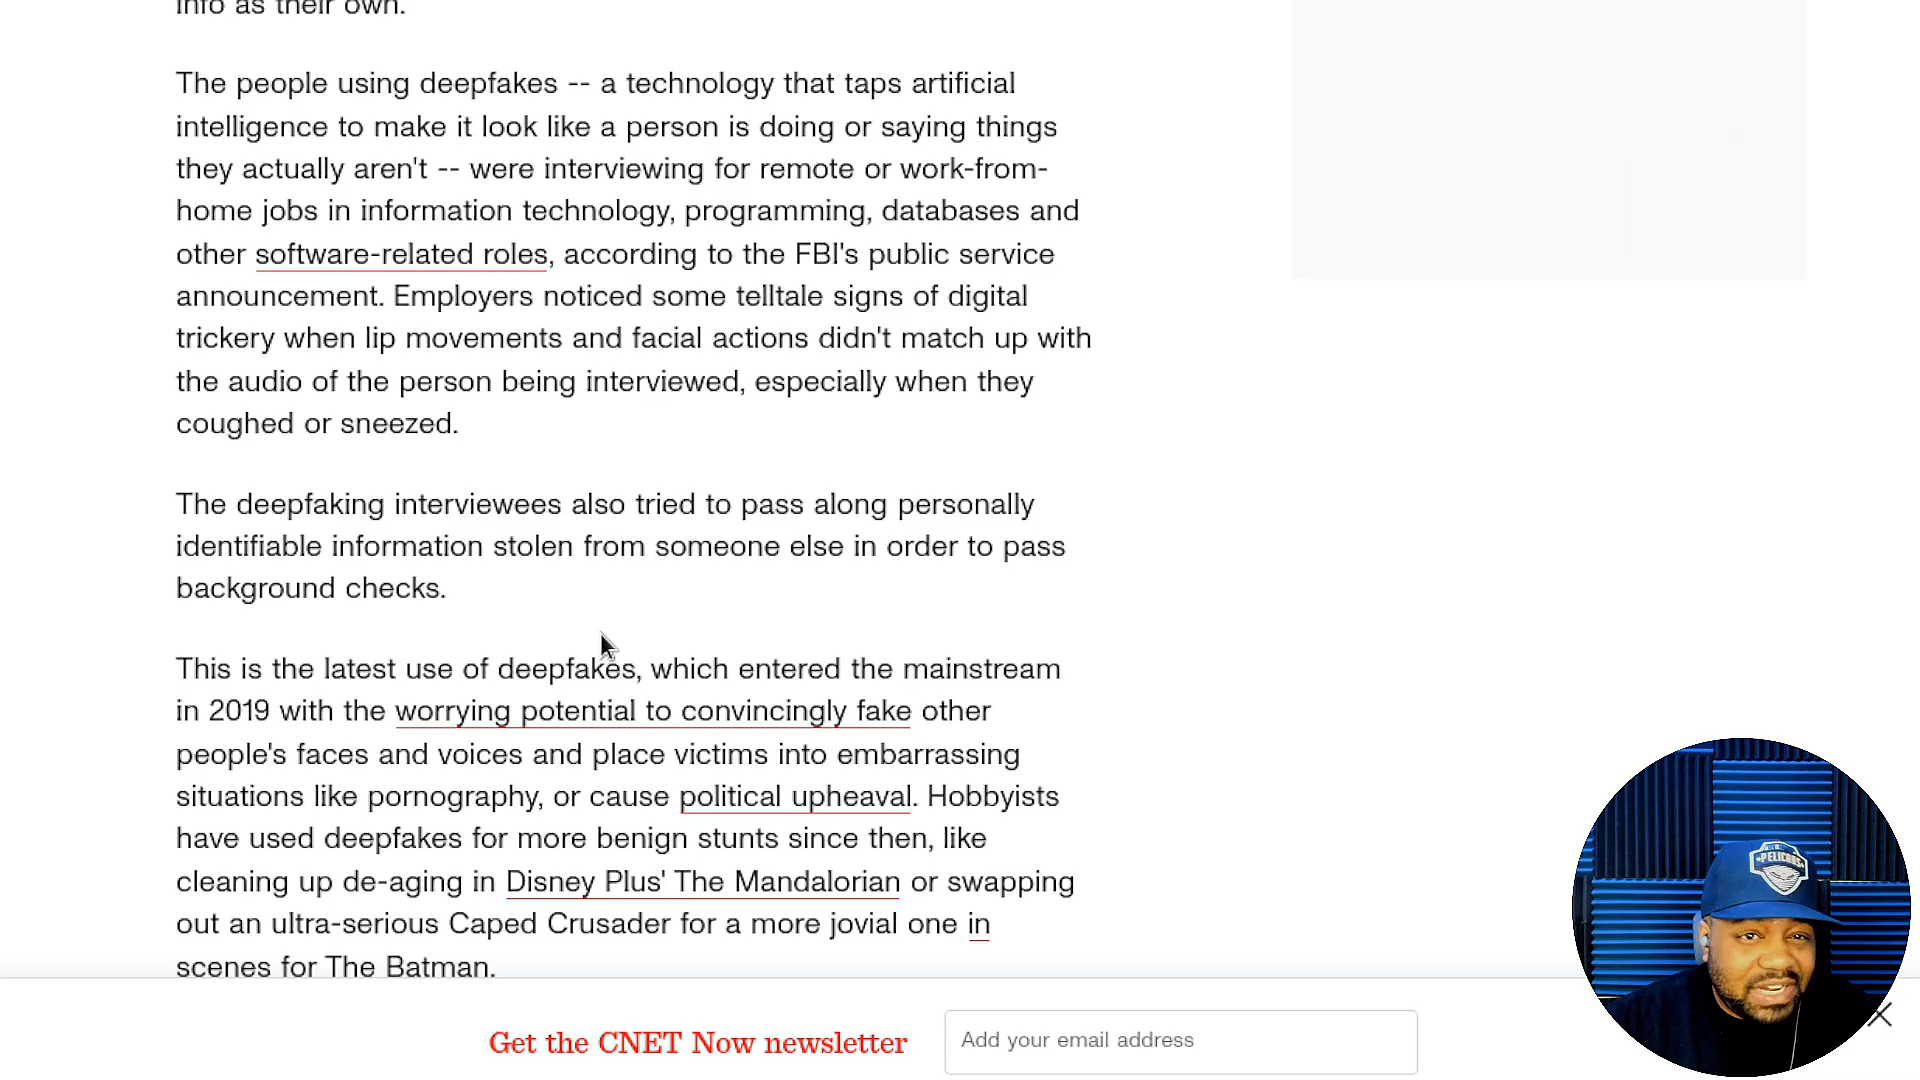 info as their own.
The people using deepfakes -- a technology that taps artificial
intelligence to make it look like a person is doing or saying things
they actually aren't -- were interviewing for remote or work-from-
home jobs in information technology, programming, databases and
other software-related roles, according to the FBI's public service
announcement. Employers noticed some telltale signs of digital
trickery when lip movements and facial actions didn't match up with
the audio of the person being interviewed, especially when they
coughed or sneezed.
The deepfaking interviewees also tried to pass along personally
identifiable information stolen from someone else in order to pass
background checks.
This is the latest use of deepfakes, which entered the mainstream
in 2019 with the worrying potential to convincingly fake other
people's faces and voices and place victims into embarrassing
situations like pornography, or cause political upheaval. Hobbyists
have used deepfakes for more benign stunts since then, like
cleaning up de-aging in Disney Plus' The Mandalorian or swapping
out an ultra-serious Caped Crusader for a more jovial one in
scenes for The Batman.
PELICANS
Get the CNET Now newsletter
Add your email address